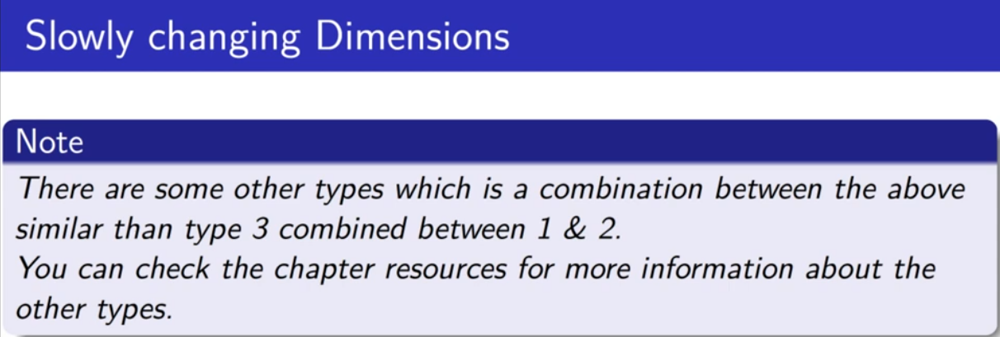 Slowly changing Dimensions
Note
There are some other types which is a combination between the above
similar than type 3 combined between 1 & 2.
You can check the chapter resources for more information about the
other types.